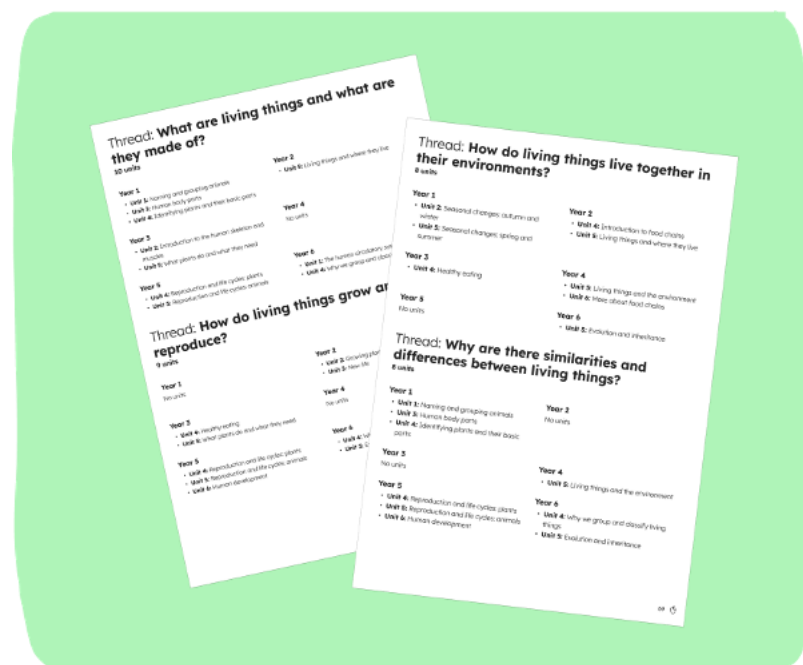 Thread: What are living things and what are
they made of?
10 units
Year 1
• Unit 1: Naming and grouping animals
• Unit 3: Human body parts
• Unit 4: Identifying plants and their basic parts
Year 2
• Unit 5: Living things and where they live
Year 3
• Unit 2: Introduction to the human skeleton and
muscles
• Unit 5: What plants do and what they need
Year 4
No units
Year 5
• Unit 4: Reproduction and life cycles: plants
• Unit 5: Reproduction and life cycles: animals
Year 6
• Unit 1: The human circulatory
• Unit 4: Why we group and
Thread: How do living things grow
reproduce?
9 units
Year 1
No units
Year 2
• Unit 2: Growing
• Unit 3: New life
Year 3
• Unit 4: Healthy eating
• Unit 5: What plants do and what they need
Year 4
No units
Year 5
• Unit 4: Reproduction and life cycles: plants
• Unit 5: Reproduction and life cycles: animals
• Unit 6: Human development
Year 6
• Unit 4:
Thread: How do living things live together in
their environments?
8 units
Year 1
• Unit 2: Seasonal changes: autumn and
winter
• Unit 5: Seasonal changes: spring and
summer
Year 2
• Unit 4: Introduction to food chains
• Unit 5: Living things and where they live
Year 3
• Unit 4: Healthy eating
Year 4
• Unit 5: Living things and the environment
• Unit 6: More about food chains
Year 5
No units
Year 6
• Unit 5: Evolution and inheritance
Thread: Why are there similarities and
differences between living things?
8 units
Year 1
• Unit 1: Naming and grouping animals
• Unit 3: Human body parts
• Unit 4: Identifying plants and their basic
parts
Year 2
No units
Year 3
No units
Year 4
• Unit 5: Living things and the environment
Year 5
• Unit 4: Reproduction and life cycles: plants
• Unit 5: Reproduction and life cycles: animals
• Unit 6: Human development
Year 6
• Unit 4: Why we group and classify living
things
• Unit 5: Evolution and inheritance